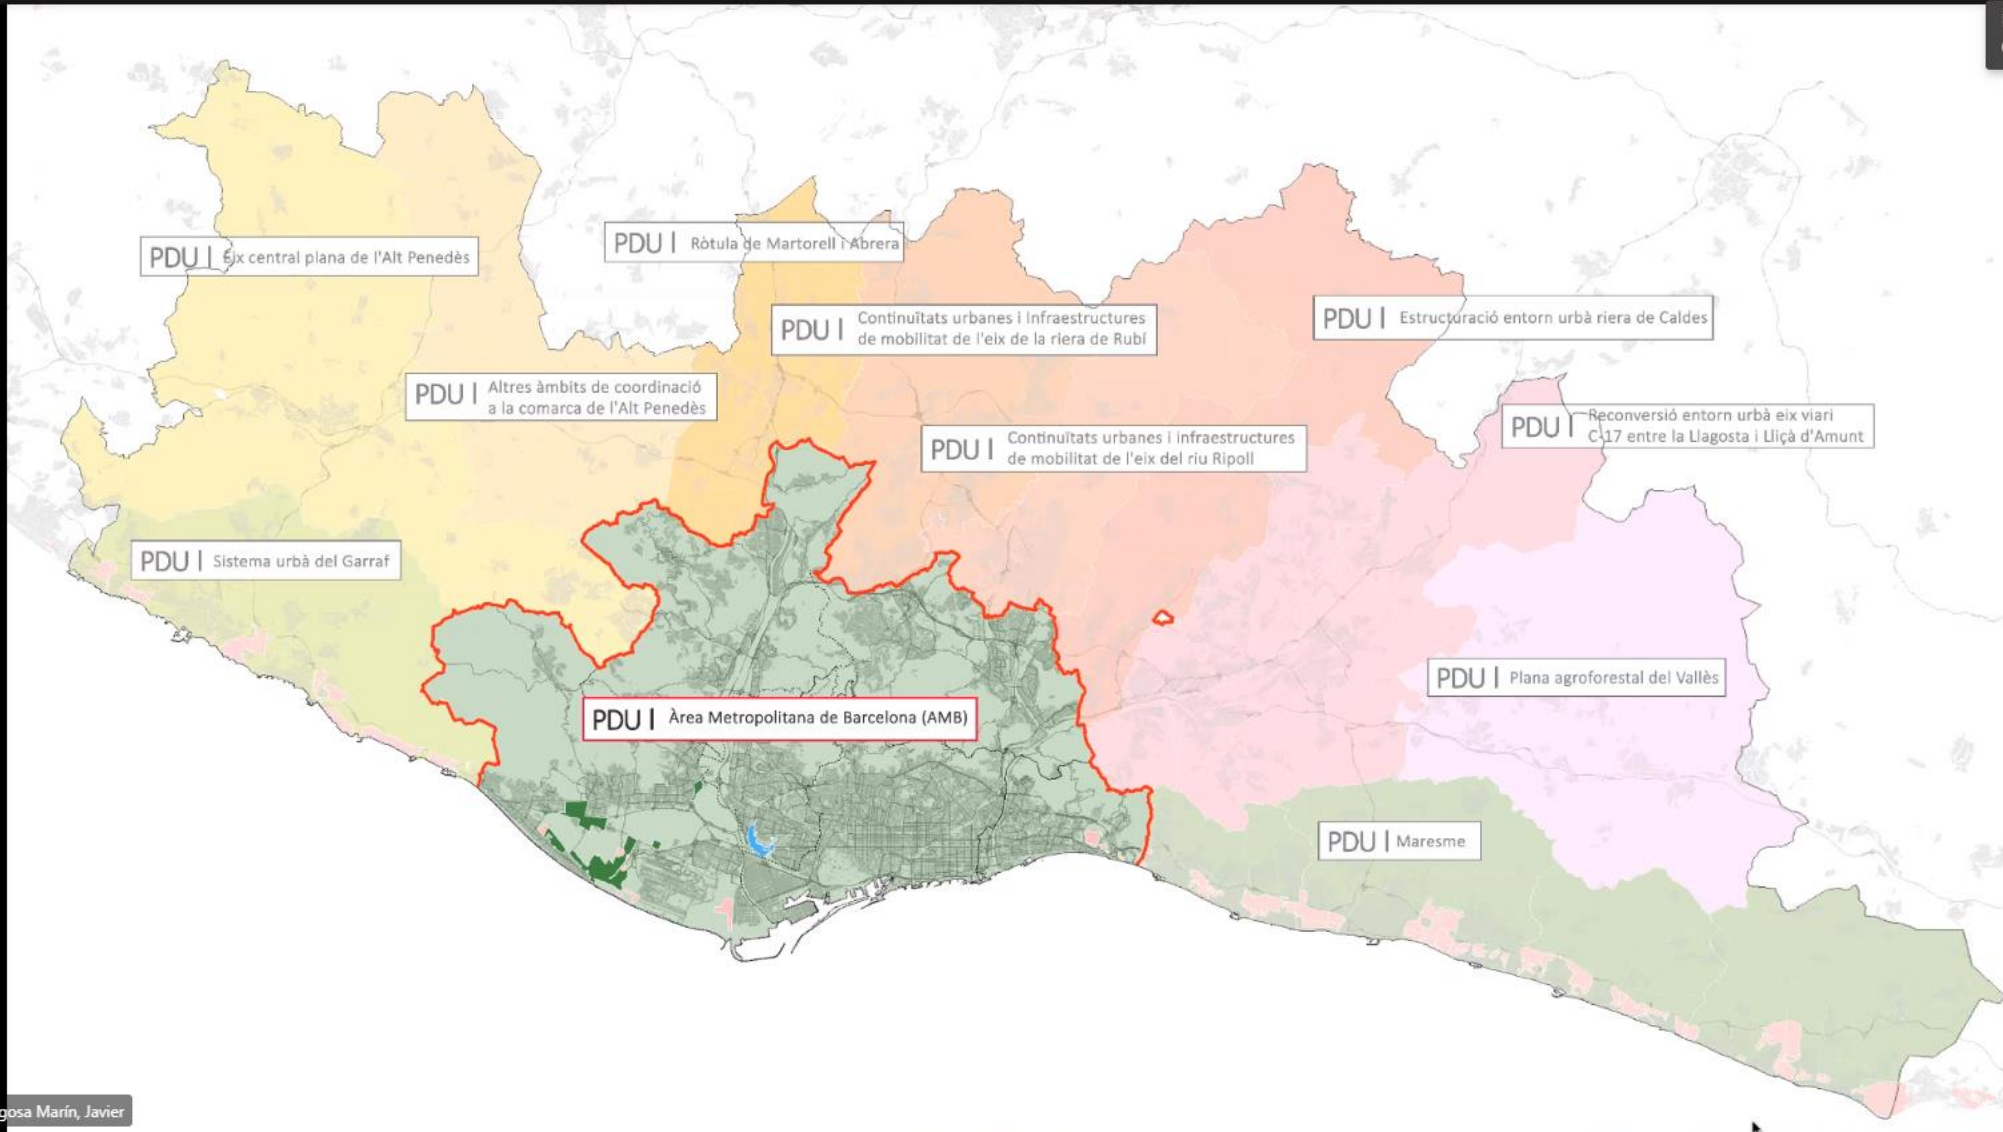 PDU | Eix central plana de l'Alt Penedès
PDU | Ròtula de Martorell i Abrera
PDU | Continuïtats urbanes i Infraestructures
de mobilitat de l'eix de la riera de Rubí
PDU | Estructuració entorn urbà riera de Caldes
PDU | Altres àmbits de coordinació
a la comarca de l'Alt Penedès
PDU | Continuïtats urbanes i infraestructures
de mobilitat de l'eix del riu Ripoll
PDU | Reconversió entorn urbà eix viari
C-17 entre la Llagosta i Lliçà d'Amunt
PDU | Sistema urbà del Garraf
PDU | Plana agroforestal del Vallès
PDU | Àrea Metropolitana de Barcelona (AMB)
PDU | Maresme
gosa Marín, Javier